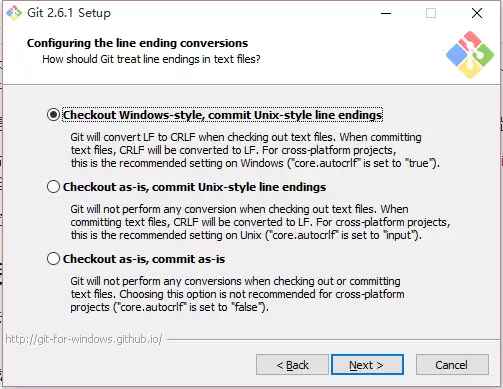 Git 2.6.1 Setup
Configuring the line ending conversions
How should Git treat line endings in text files?
Checkout Windows-style, commit Unix-style line endings
Git will convert LF to CRLF when checking out text files. When committing
text files, CRLF will be converted to LF. For cross-platform projects,
this is the recommended setting on Windows ("core.autocrlf" is set to "true").
Checkout as-is, commit Unix-style line endings
Git will not perform any conversion when checking out text files. When
committing text files, CRLF will be converted to LF. For cross-platform projects,
this is the recommended setting on Unix ("core.autocrlf" is set to "input").
Checkout as-is, commit as-is
Git will not perform any conversions when checking out or committing
text files. Choosing this option is not recommended for cross-platform
projects ("core.autocrlf" is set to "false").
http://git-for-windows.github.io/
< Back Next > Cancel